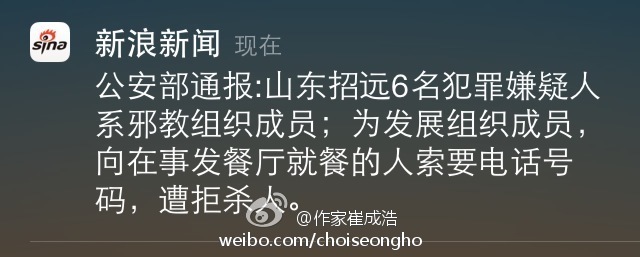 sina
新浪新闻 现在
公安部通报:山东招远6名犯罪嫌疑人
系邪教组织成员；为发展组织成员，
向在事发餐厅就餐的人索要电话号
码，遭拒杀人。
@作家崔成浩
weibo.com/choiseongho